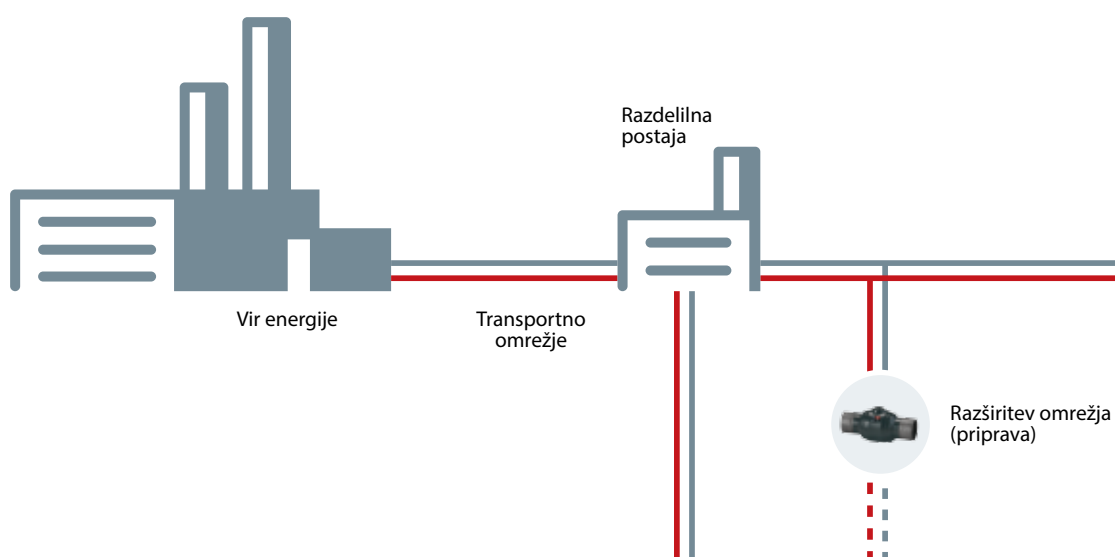 Razdelilna
postaja
Vir energije
Transportno
omrežje
Razširitev omrežja
(priprava)